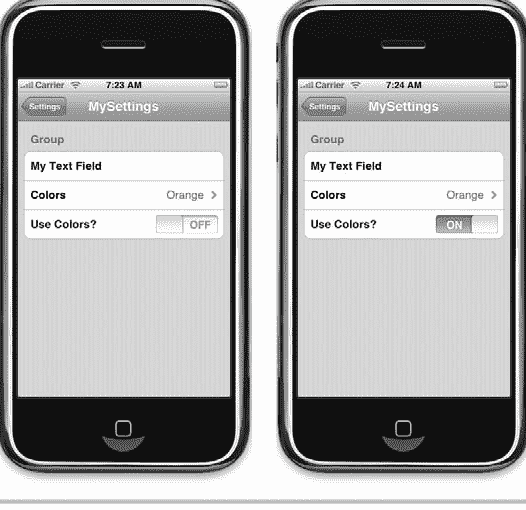 Carrier 7:23 AM
Settings MySettings
Group
My Text Field
Colors Orange
Use Colors? OFF
Carrier 7:24 AM
Settings MySettings
Group
My Text Field
Colors Orange
Use Colors? ON